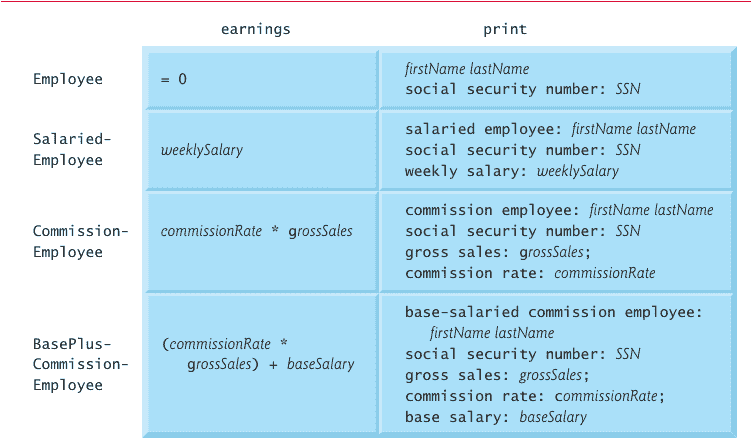 earnings print
Employee
= 0
firstName lastName
social security number: SSN
Salaried-
Employee
weeklySalary
salaried employee: firstName lastName
social security number: SSN
weekly salary: weeklySalary
Commission-
Employee
commissionRate * grossSales
commission employee: firstName lastName
social security number: SSN
gross sales: grossSales;
commission rate: commissionRate
BasePlus-
Commission-
Employee
(commissionRate *
grossSales) + baseSalary
base-salaried commission employee:
firstName lastName
social security number: SSN
gross sales: grossSales;
commission rate: commissionRate;
base salary: baseSalary